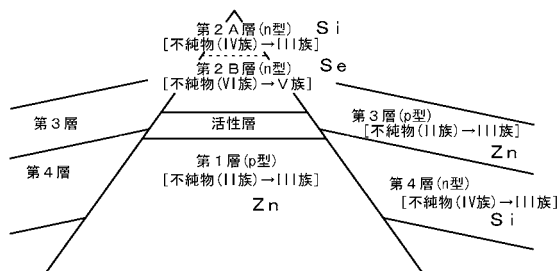 第２Ａ層(n型) Ｓｉ
[不純物(IV族)→III族]
第２Ｂ層(n型) Ｓｅ
[不純物(VI族)→Ｖ族]
第３層
活性層
第３層(p型)
[不純物(II族)→III族]
Ｚｎ
第４層
第１層(p型)
[不純物(II族)→III族]
Ｚｎ
第４層(n型)
[不純物(IV族)→III族]
Ｓｉ